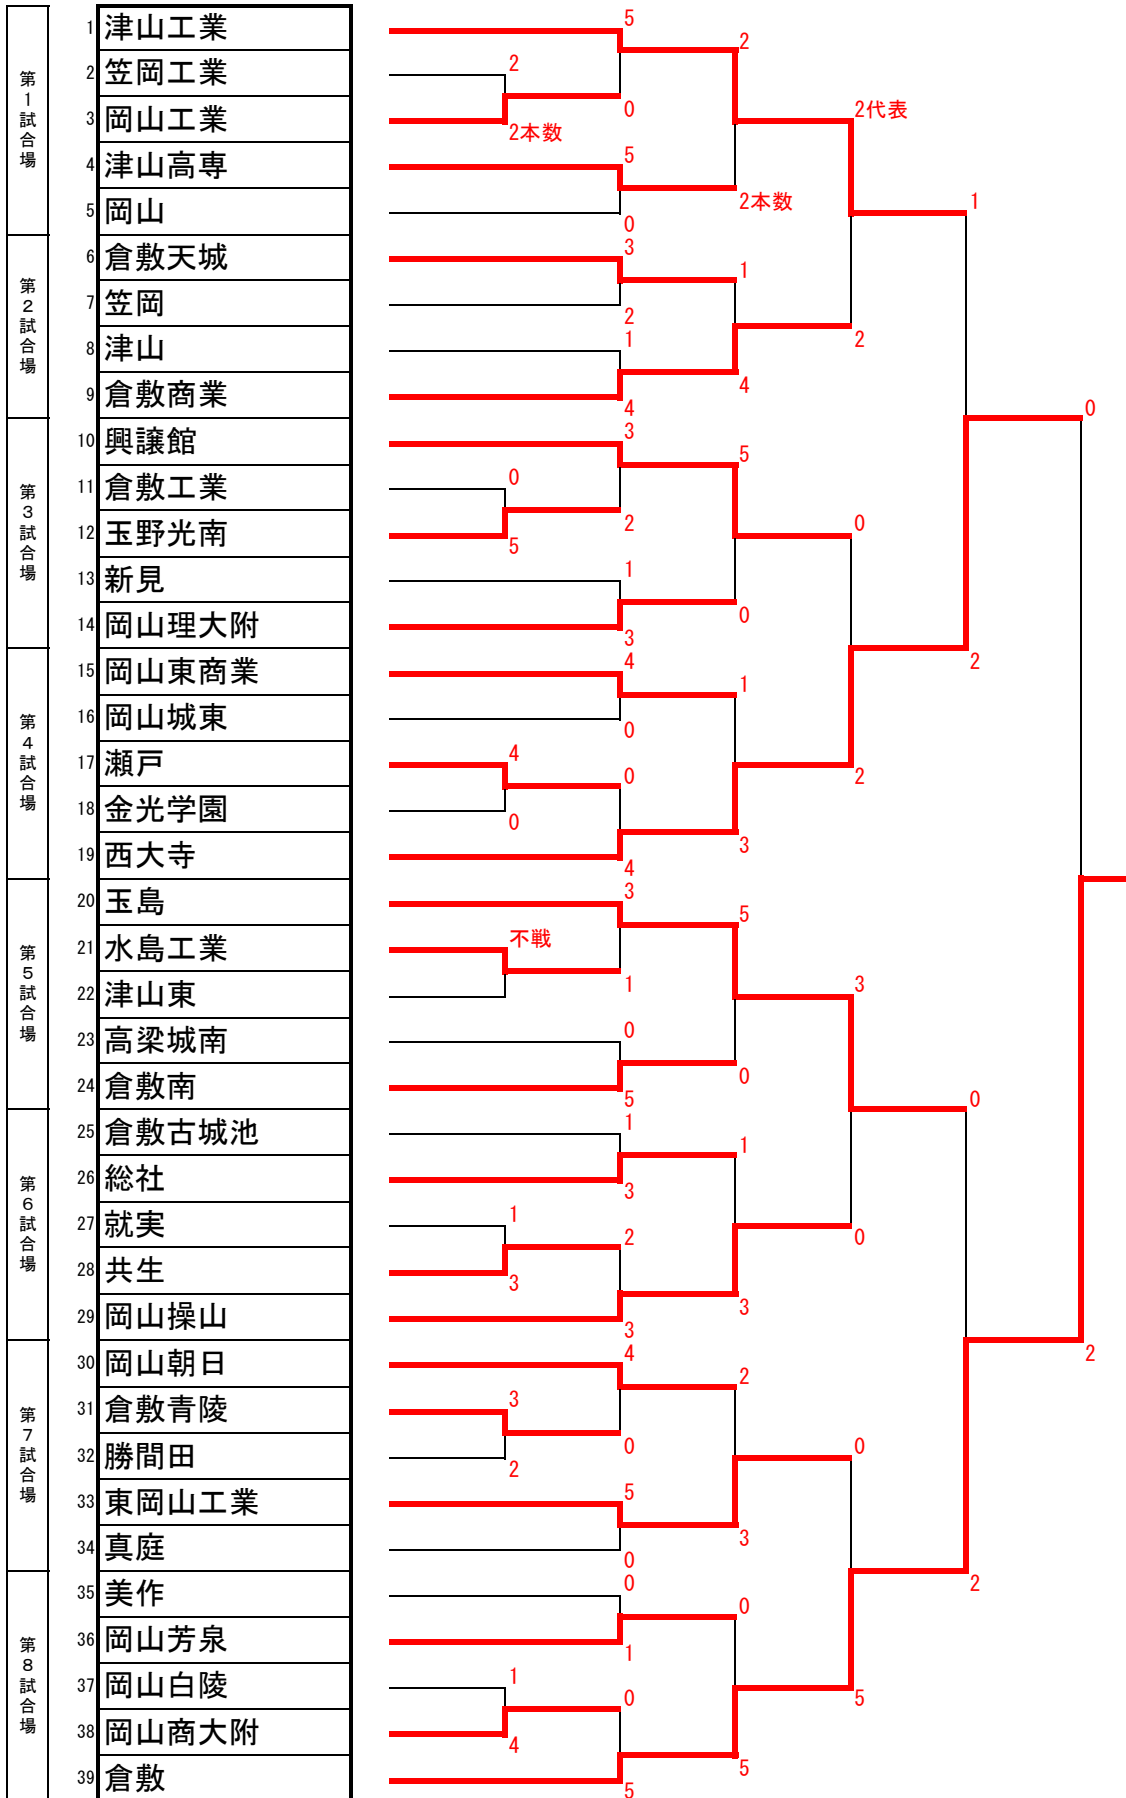 第1試合場
1 津山工業
2 笠岡工業
3 岡山工業
4 津山高専
5 岡山
第2試合場
6 倉敷天城
7 笠岡
8 津山
9 倉敷商業
第3試合場
10 興譲館
11 倉敷工業
12 玉野光南
13 新見
14 岡山理大附
第4試合場
15 岡山東商業
16 岡山城東
17 瀬戸
18 金光学園
19 西大寺
第5試合場
20 玉島
21 水島工業
22 津山東
23 高梁城南
24 倉敷南
第6試合場
25 倉敷古城池
26 総社
27 就実
28 共生
29 岡山操山
第7試合場
30 岡山朝日
31 倉敷青陵
32 勝間田
33 東岡山工業
34 真庭
第8試合場
35 美作
36 岡山芳泉
37 岡山白陵
38 岡山商大附
39 倉敷
2
2本数
0
5
4
0
不戦
1
3
3
2
1
4
5
0
5
0
3
2
1
4
3
2
1
3
4
0
0
4
3
1
0
5
1
3
2
3
4
0
5
0
0
1
0
5
2
2本数
1
4
5
0
1
3
5
0
1
3
2
3
0
5
2代表
2
0
2
3
0
0
5
1
2
0
2
0
2